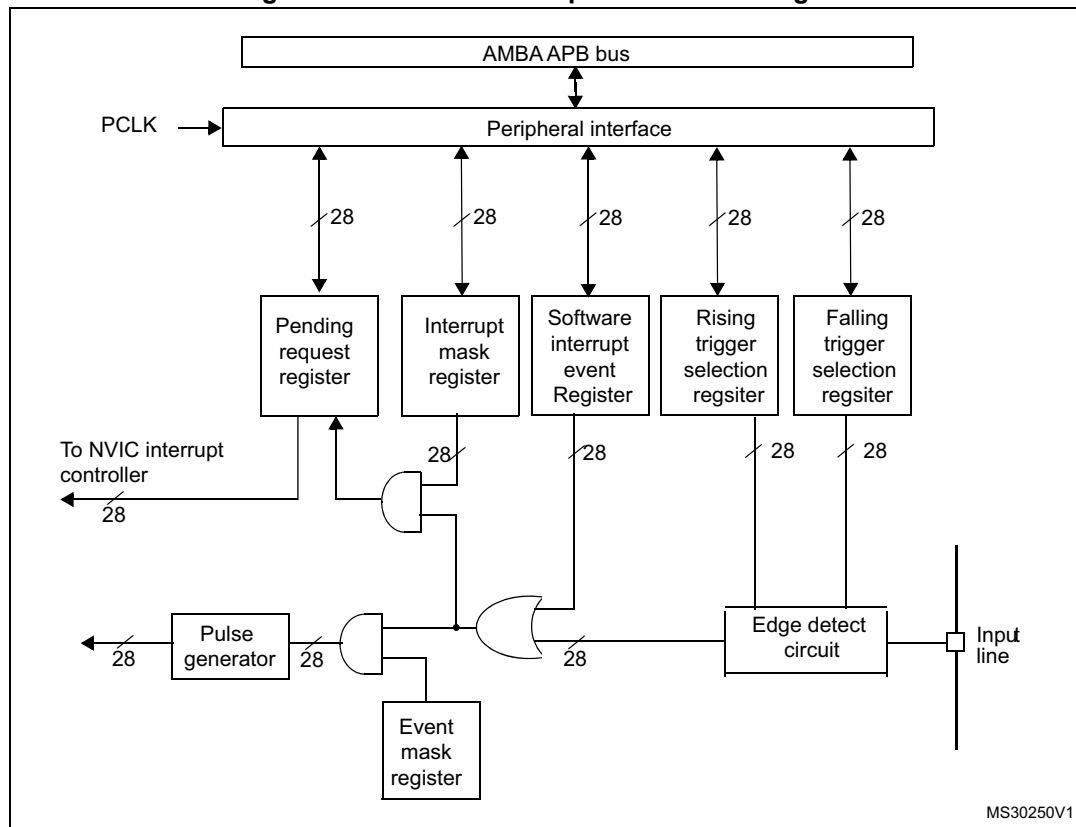 AMBA APB bus
PCLK
Peripheral interface
28
28
28
28
28
Pending
request
register
Interrupt
mask
register
Software
interrupt
event
Register
Rising
trigger
selection
regsiter
Falling
trigger
selection
regsiter
To NVIC interrupt
controller
28
28
28
28
28
Pulse
generator
28
28
28
Edge detect
circuit
Input
line
Event
mask
register
MS30250V1